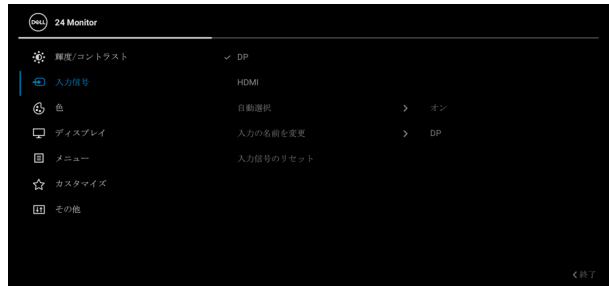 DELL 24 Monitor
輝度/コントラスト ✓ DP
入力信号 HDMI
色 自動選択 > オン
ディスプレイ 入力の名前を変更 > DP
メニュー 入力信号のリセット
カスタマイズ
その他
<終了